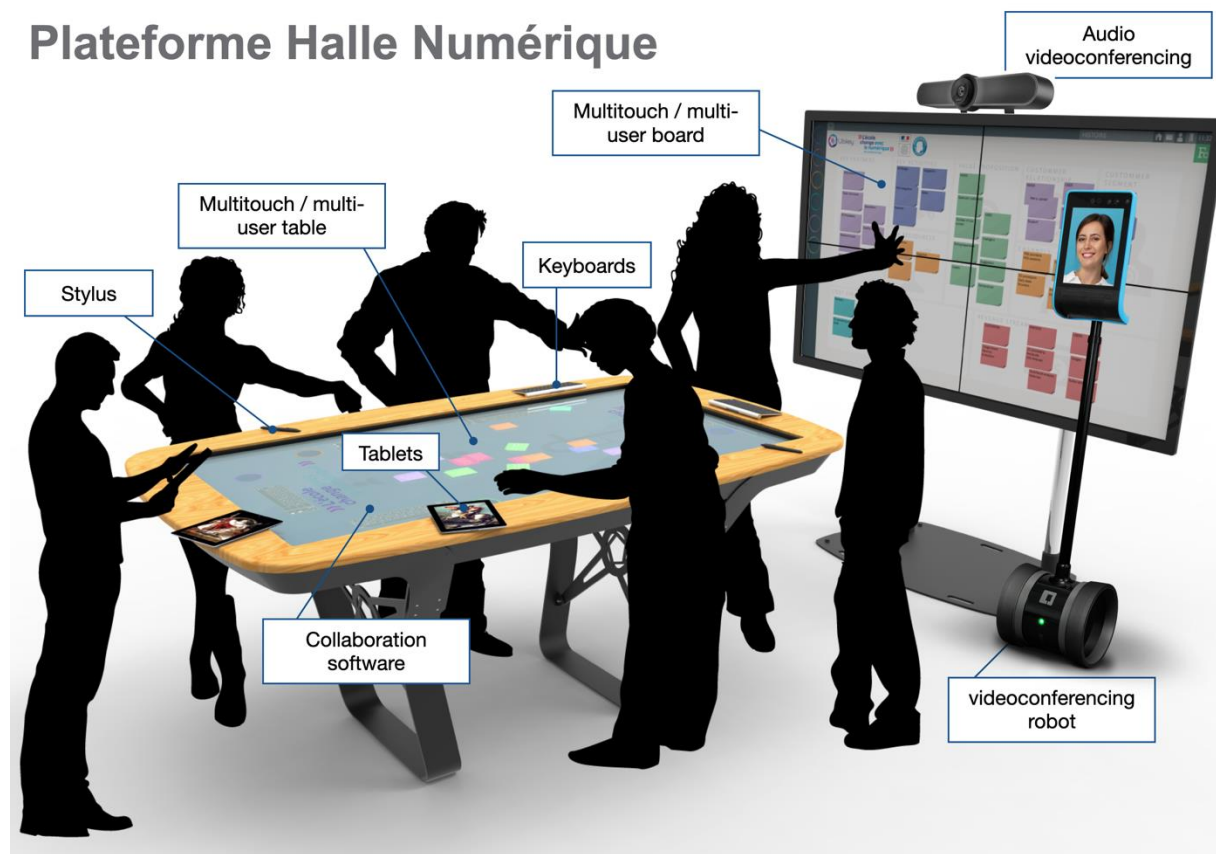 Plateforme Halle Numérique
Audio
videoconferencing
Multitouch / multi-
user board
Multitouch / multi-
user table
Keyboards
Stylus
Tablets
Collaboration
software
videoconferencing
robot